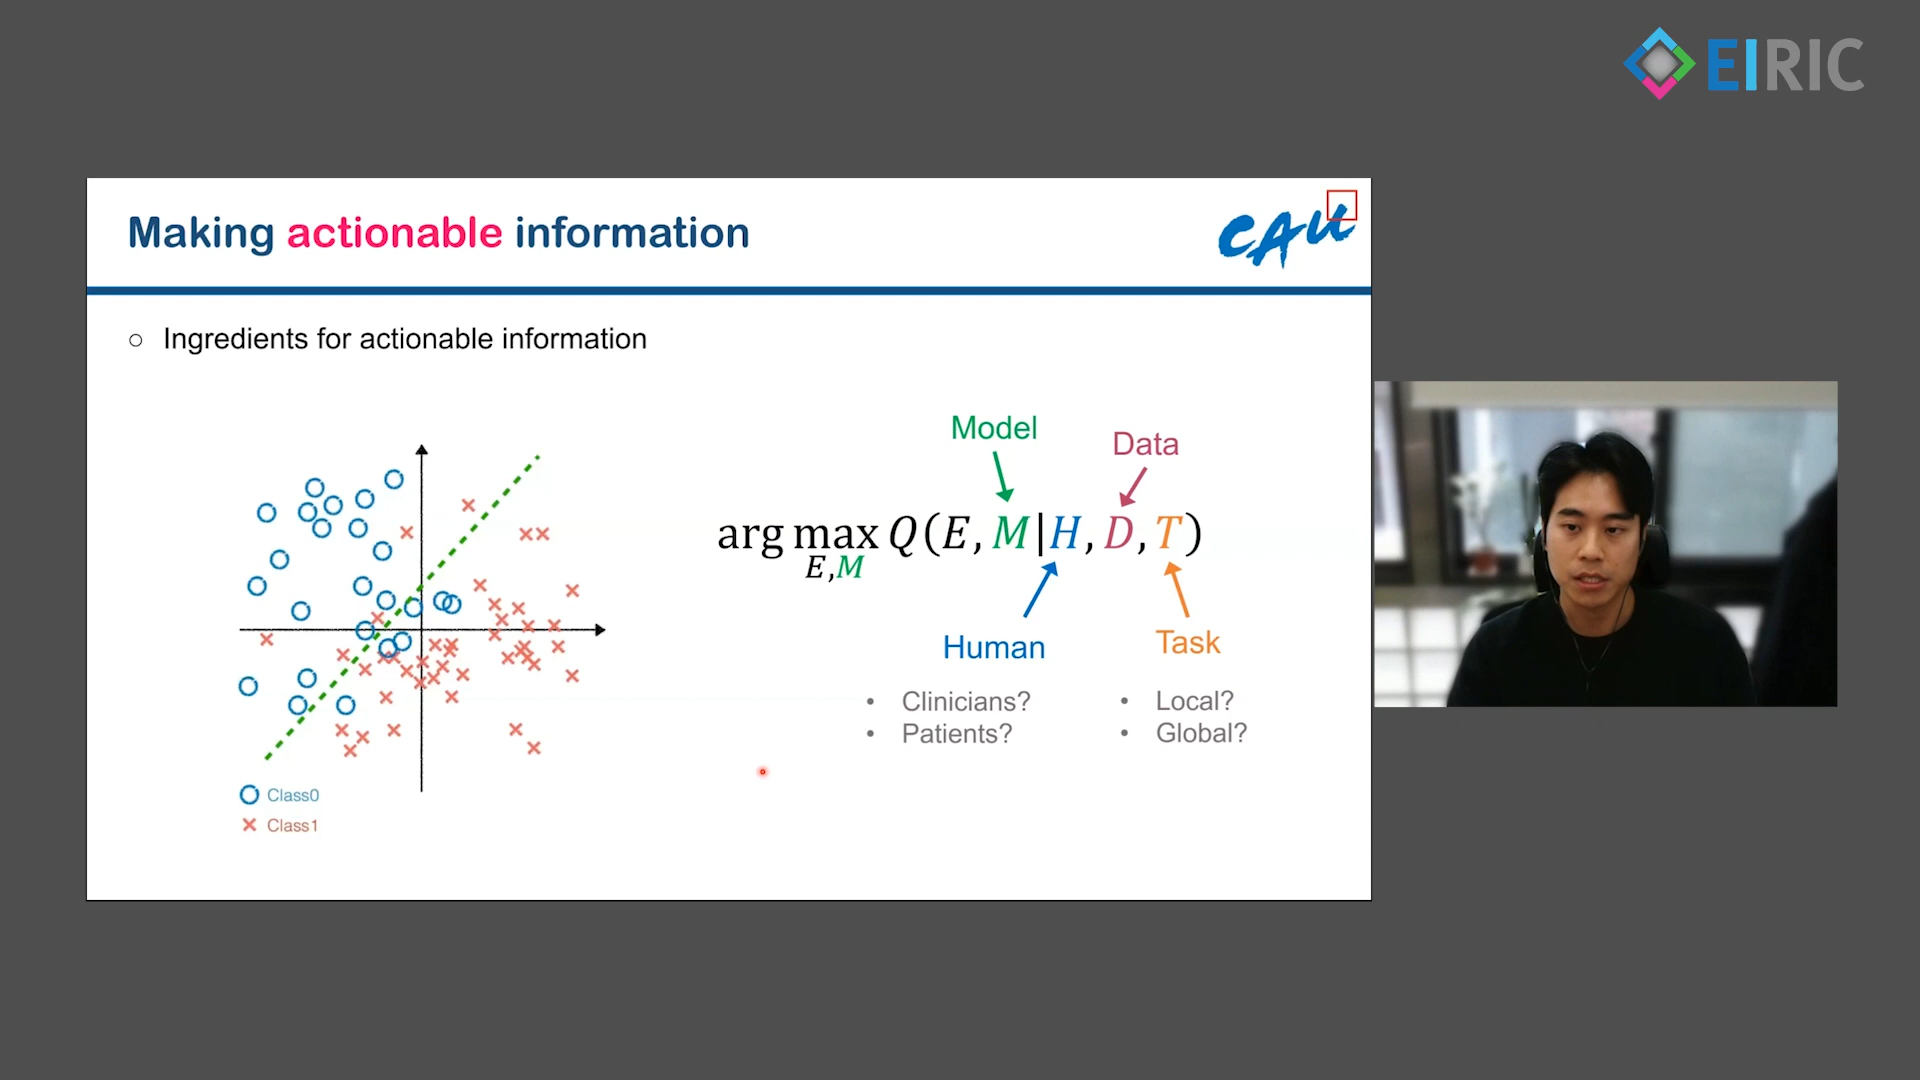 EIRIC
Making actionable information
CAU
○ Ingredients for actionable information
Model
Data
arg max Q(E, M|H, D, T)
E,M
Human
Task
• Clinicians?
• Patients?
• Local?
• Global?
Class0
Class1